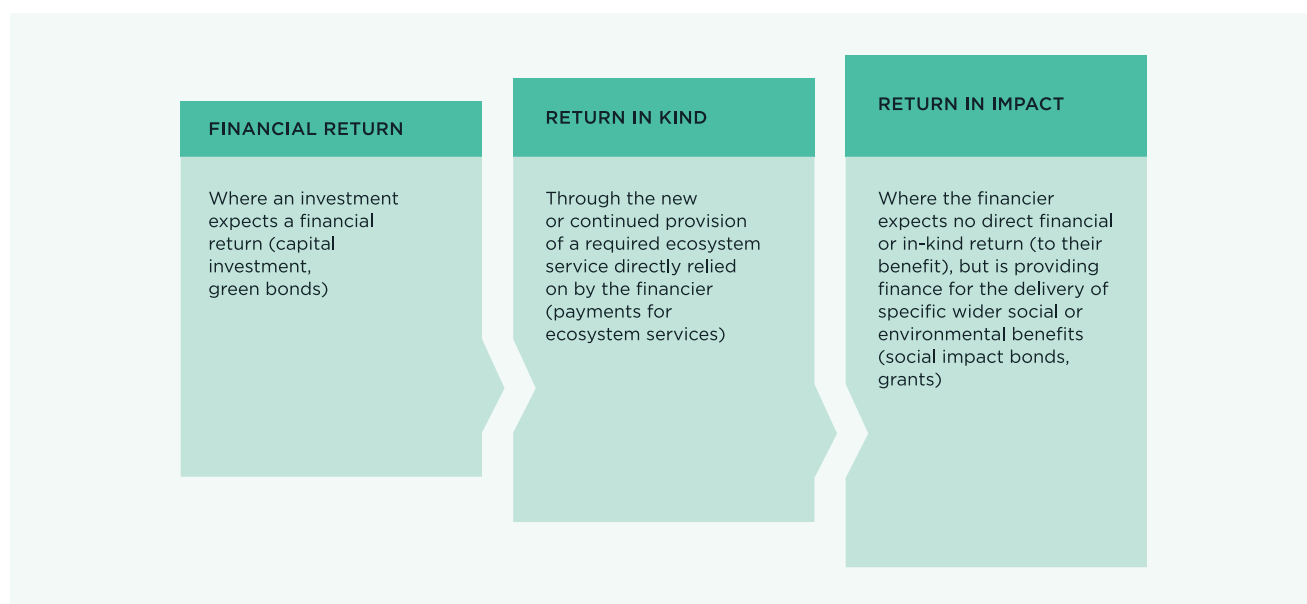 FINANCIAL RETURN
Where an investment
expects a financial
return (capital
investment,
green bonds)
RETURN IN KIND
Through the new
or continued provision
of a required ecosystem
service directly relied
on by the financier
(payments for
ecosystem services)
RETURN IN IMPACT
Where the financier
expects no direct financial
or in-kind return (to their
benefit), but is providing
finance for the delivery of
specific wider social or
environmental benefits
(social impact bonds,
grants)